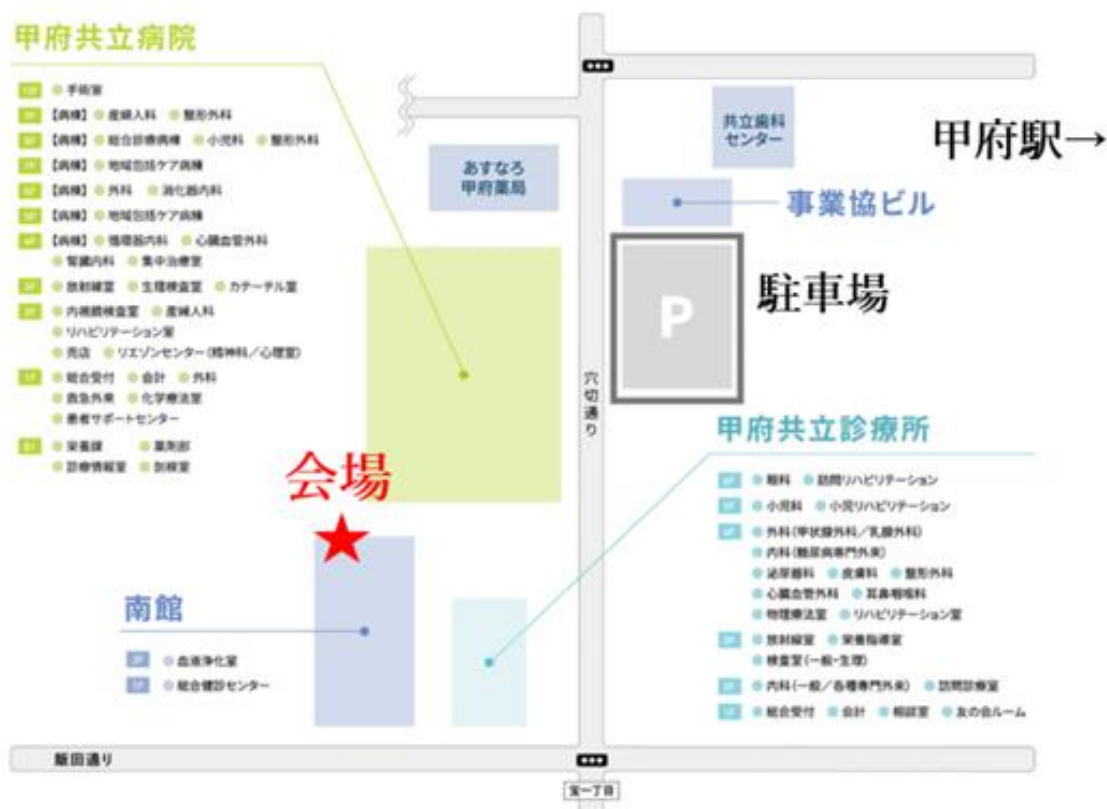 甲府共立病院
手術室
【病棟】 産婦人科 整形外科
【病棟】 総合診療病棟 小児科 整形外科
【病棟】 地域包括ケア病棟
【病棟】 外科 消化器内科
【病棟】 地域包括ケア病棟
【病棟】 循環器内科 心臓血管外科
腎臓内科 集中治療室
放射線室 生理検査室 カテーテル室
内視鏡検査室 産婦人科
リハビリテーション室
売店 リエゾンセンター(精神科/心理室)
総合受付 会計 外科
救急外来 化学療法室
患者サポートセンター
栄養課 薬剤部
診療情報室 剖検室
あすなろ
甲府薬局
共立歯科
センター
甲府駅→
事業協ビル
P
駐車場
穴切通り
会場
南館
血液浄化室
総合健診センター
甲府共立診療所
眼科 訪問リハビリテーション
小児科 小児リハビリテーション
外科(甲状腺外科/乳腺外科)
内科(糖尿病専門外来)
泌尿器科 皮膚科 整形外科
心臓血管外科 耳鼻咽喉科
物理療法室 リハビリテーション室
放射線室 栄養指導室
検査室(一般・生理)
内科(一般/各種専門外来) 訪問診療室
総合受付 会計 相談室 友の会ルーム
飯田通り
宝一丁目